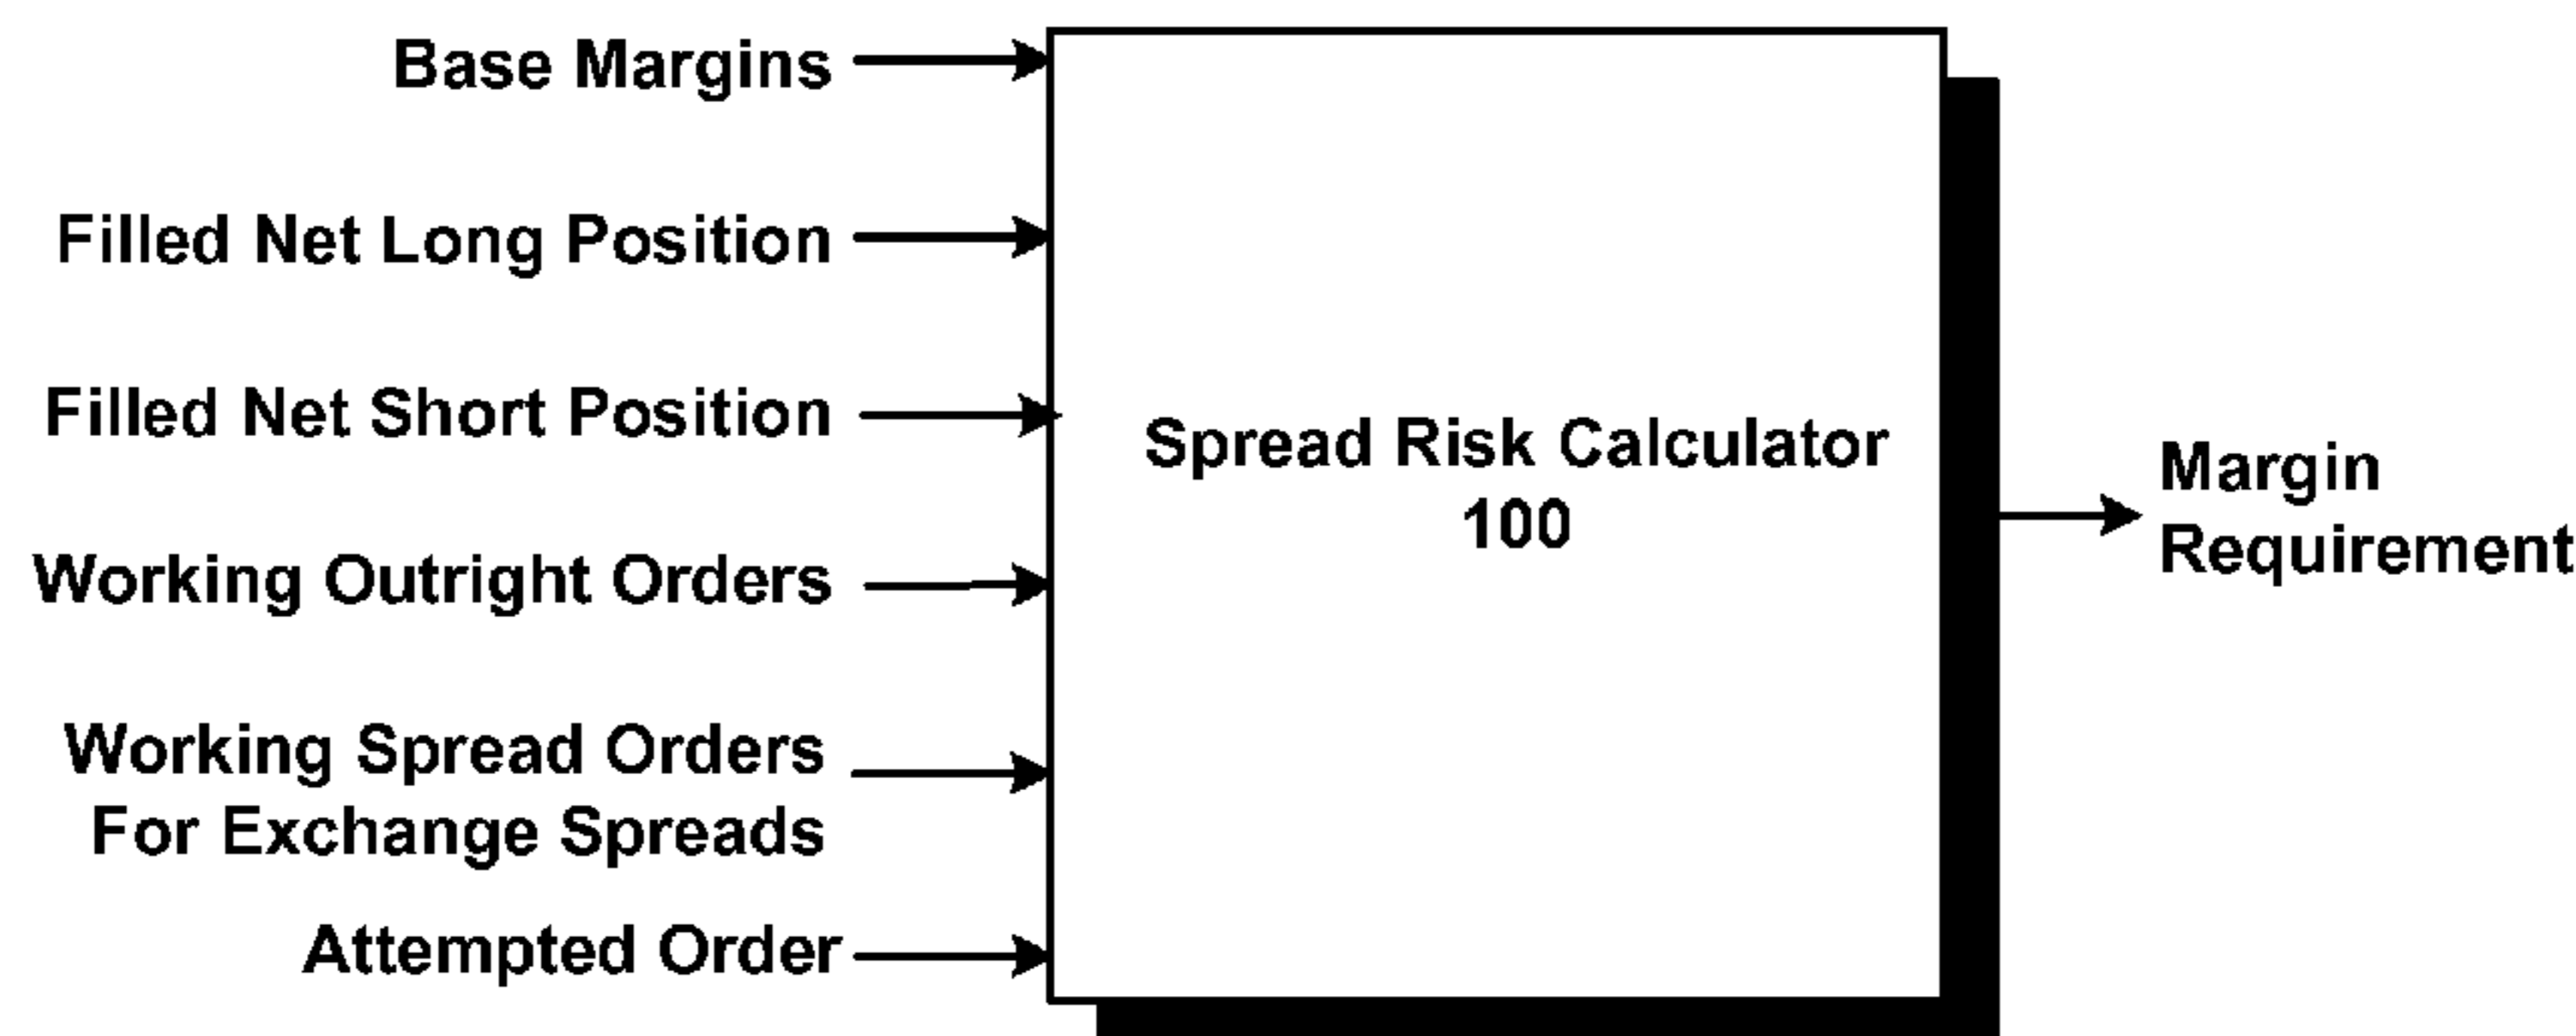 Base Margins
Filled Net Long Position
Filled Net Short Position
Working Outright Orders
Working Spread Orders
For Exchange Spreads
Attempted Order
Spread Risk Calculator
100
Margin
Requirement